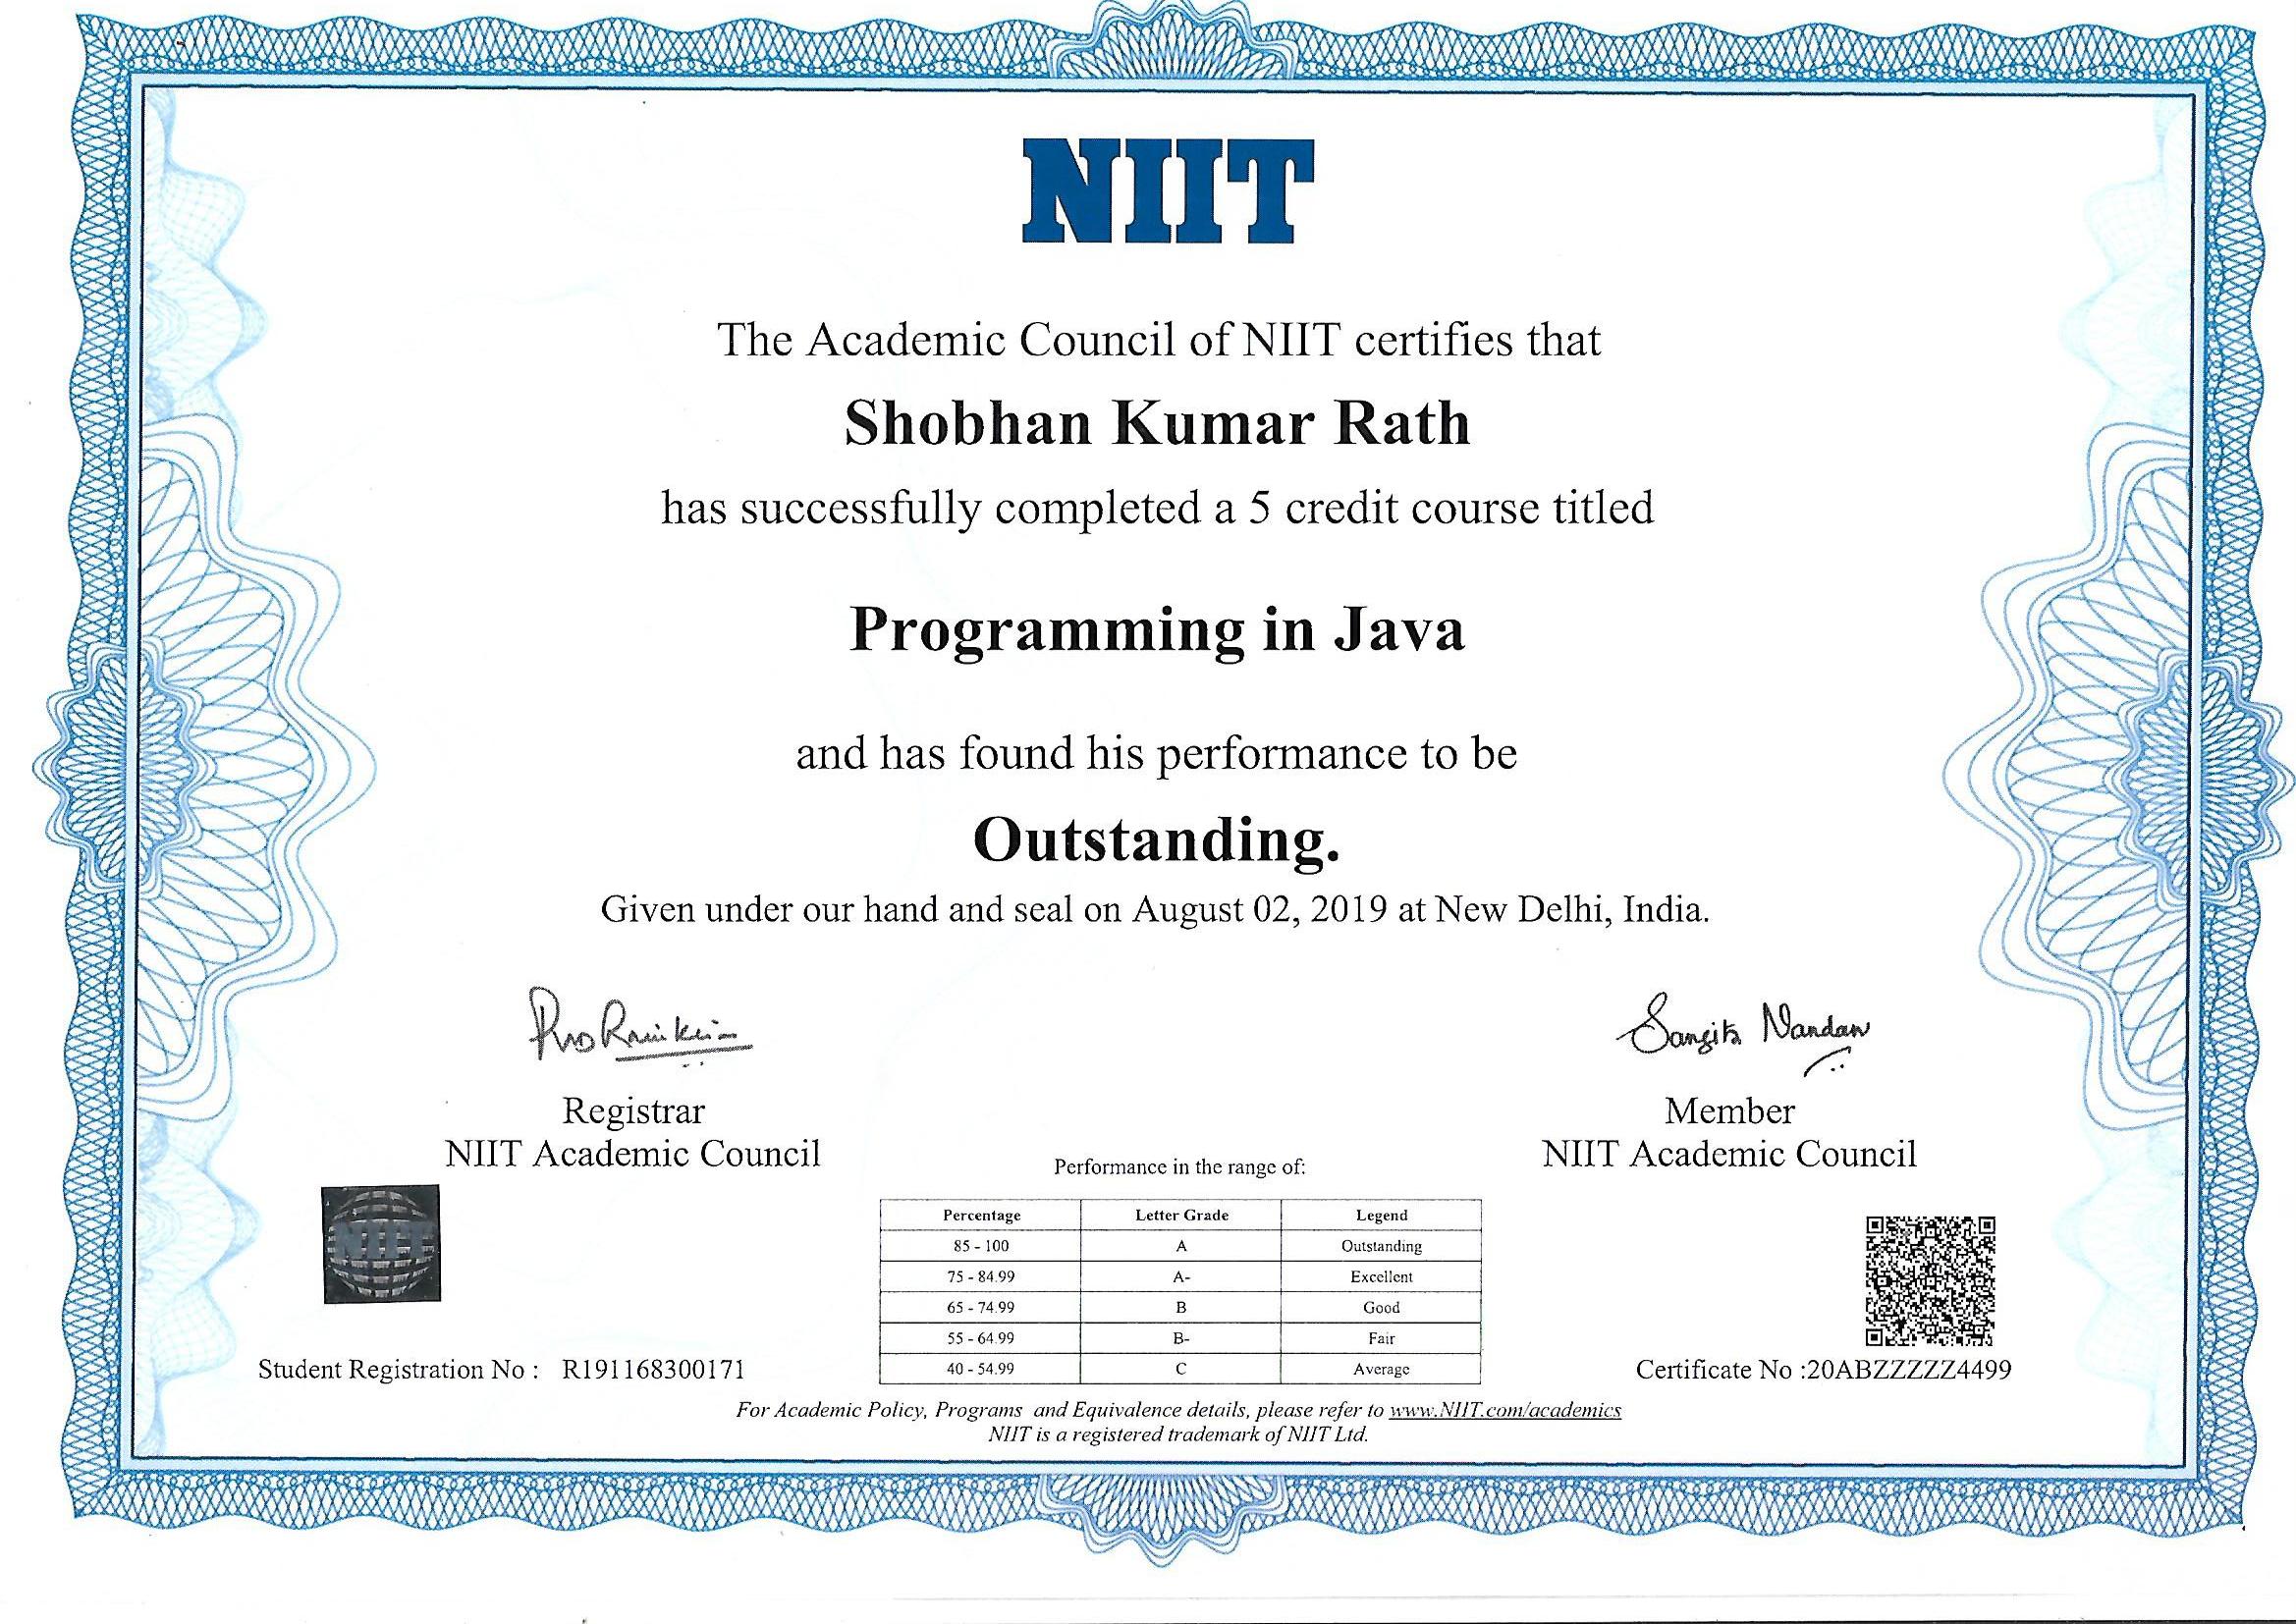 NIIT
The Academic Council of NIIT certifies that
Shobhan Kumar Rath
has successfully completed a 5 credit course titled
Programming in Java
and has found his performance to be
Outstanding.
Given under our hand and seal on August 02, 2019 at New Delhi, India.
Sangita Nandan
Registrar
NIIT Academic Council
Member
NIIT Academic Council
Performance in the range of:
Percentage Letter Grade Legend
85 - 100 A Outstanding
75 - 84.99 A- Excellent
65 - 74.99 B Good
55 - 64.99 B- Fair
40 - 54.99 C Average
NIIT
Student Registration No : R191168300171
Certificate No :20ABZZZZZ4499
For Academic Policy, Programs and Equivalence details, please refer to www.NIIT.com/academics
NIIT is a registered trademark of NIIT Ltd.